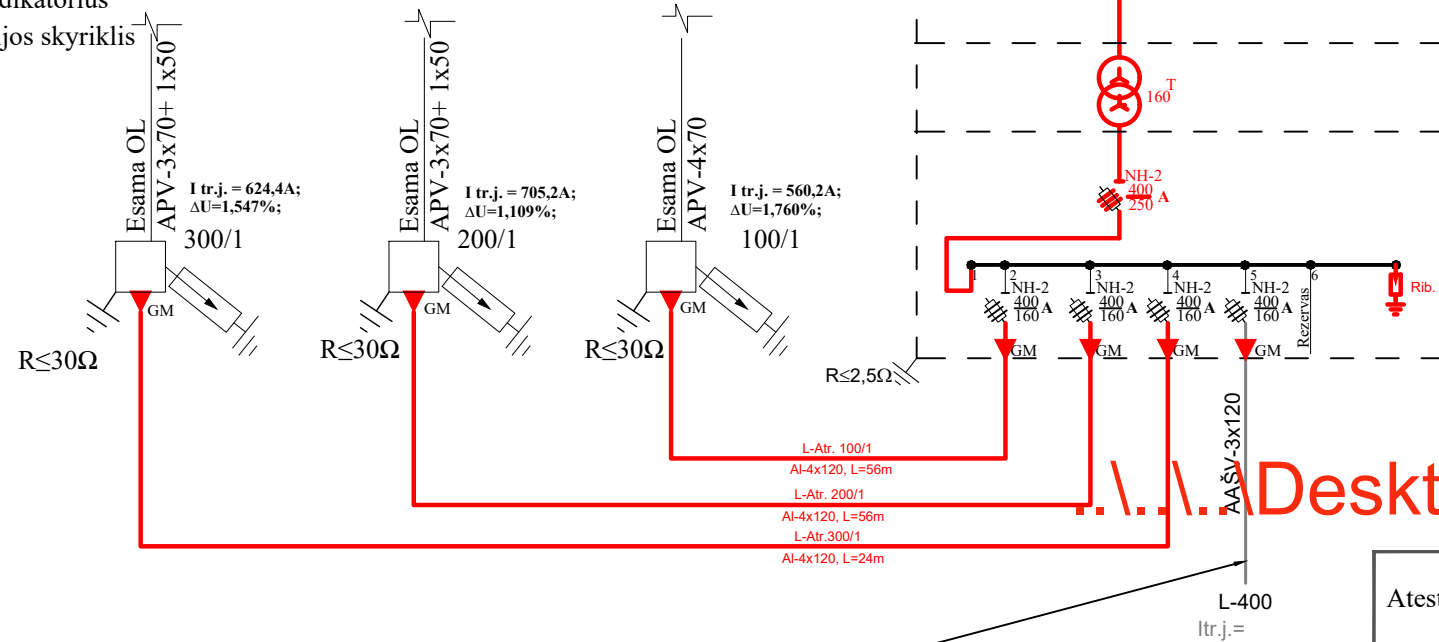 dikatorius
jos skyriklis
Esama OL
APV-3x70+ 1x50
I tr.j. = 624,4A;
ΔU=1,547%;
300/1
GM
R≤30Ω
Esama OL
APV-3x70+ 1x50
I tr.j. = 705,2A;
ΔU=1,109%;
200/1
GM
R≤30Ω
Esama OL
APV-4x70
I tr.j. = 560,2A;
ΔU=1,760%;
100/1
GM
R≤30Ω
T
160
NH-2
400
250
A
1
2
3
4
5
6
NH-2
400
160
A
GM
NH-2
400
160
A
GM
NH-2
400
160
A
GM
NH-2
400
160
A
GM
Rezervas
Rib.
R≤2,5Ω
L-Atr. 100/1
Al-4x120, L=56m
L-Atr. 200/1
Al-4x120, L=56m
L-Atr.300/1
Al-4x120, L=24m
AAŠV-3x120
..\..\..\Deskt
L-400
Itr.j.=
Atest